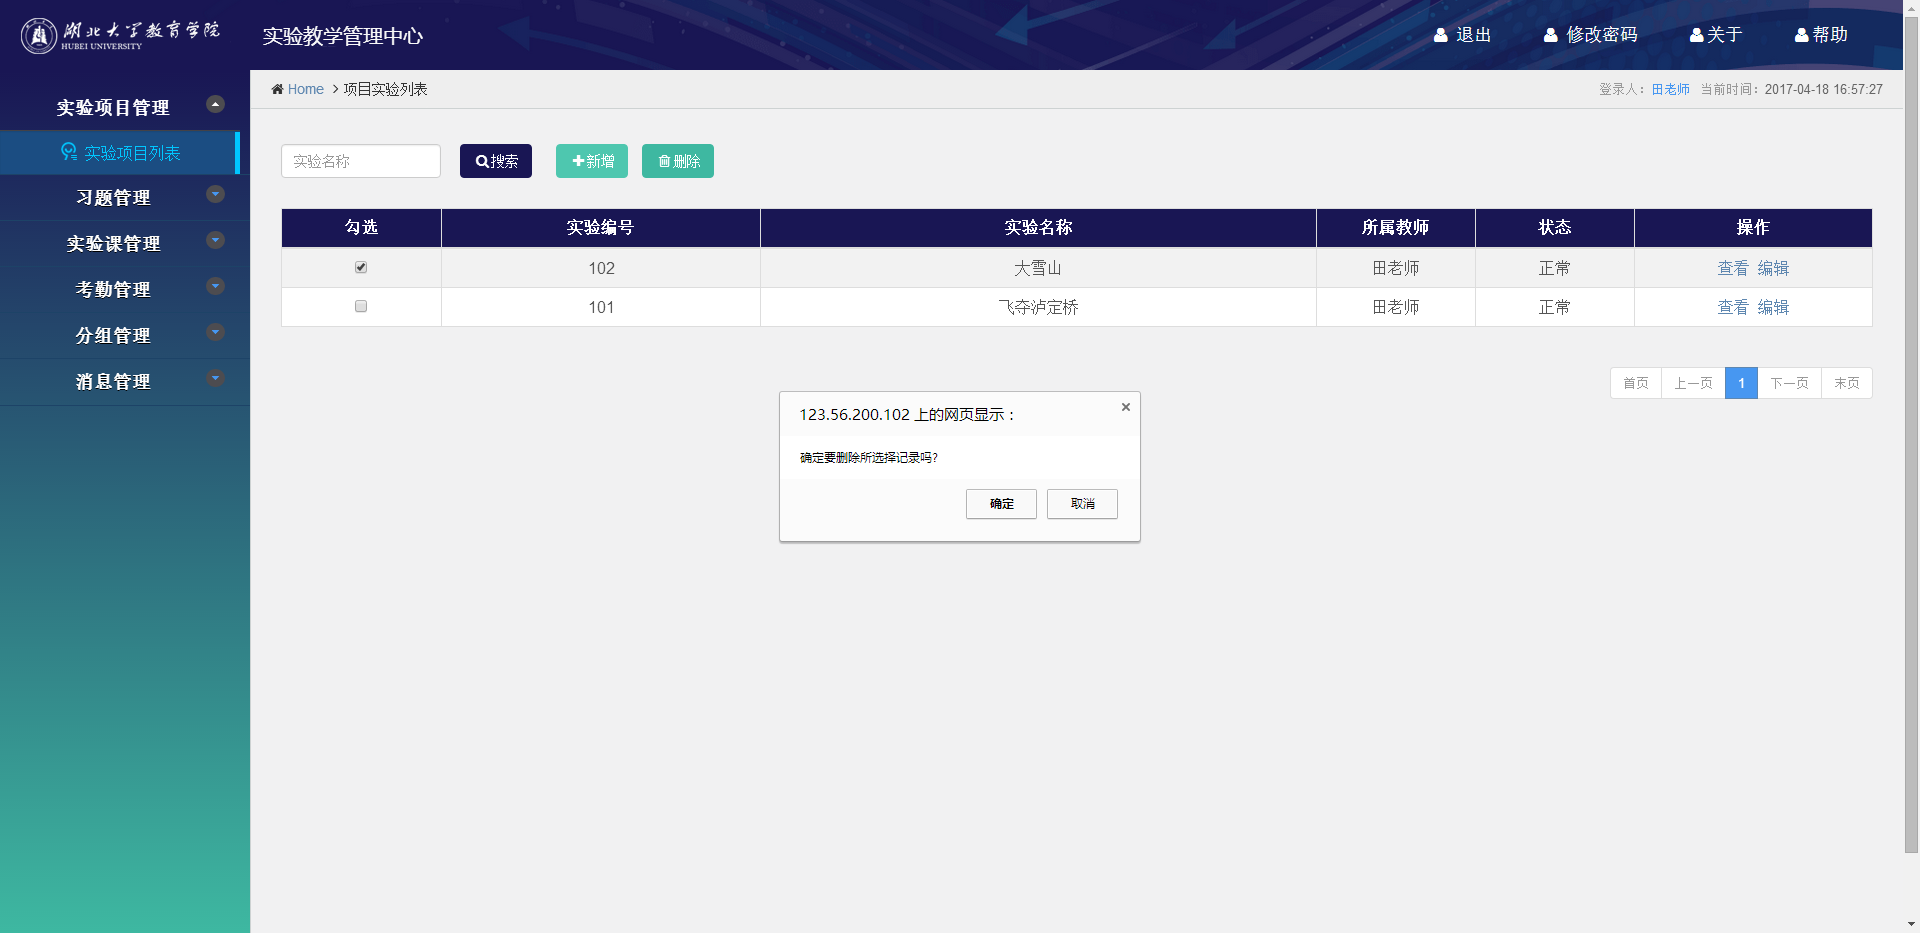 湖北大学教育学院
HUBEI UNIVERSITY
实验教学管理中心
退出 修改密码 关于 帮助
Home 项目实验列表
登录人： 田老师 当前时间：2017-04-18 16:57:27
实验项目管理
实验项目列表
习题管理
实验课管理
考勤管理
分组管理
消息管理
实验名称 搜索 新增 删除
勾选 实验编号 实验名称 所属教师 状态 操作
102 大雪山 田老师 正常 查看 编辑
101 飞夺泸定桥 田老师 正常 查看 编辑
首页 上一页 1 下一页 末页
123.56.200.102 上的网页显示：
确定要删除所选择记录吗?
确定 取消